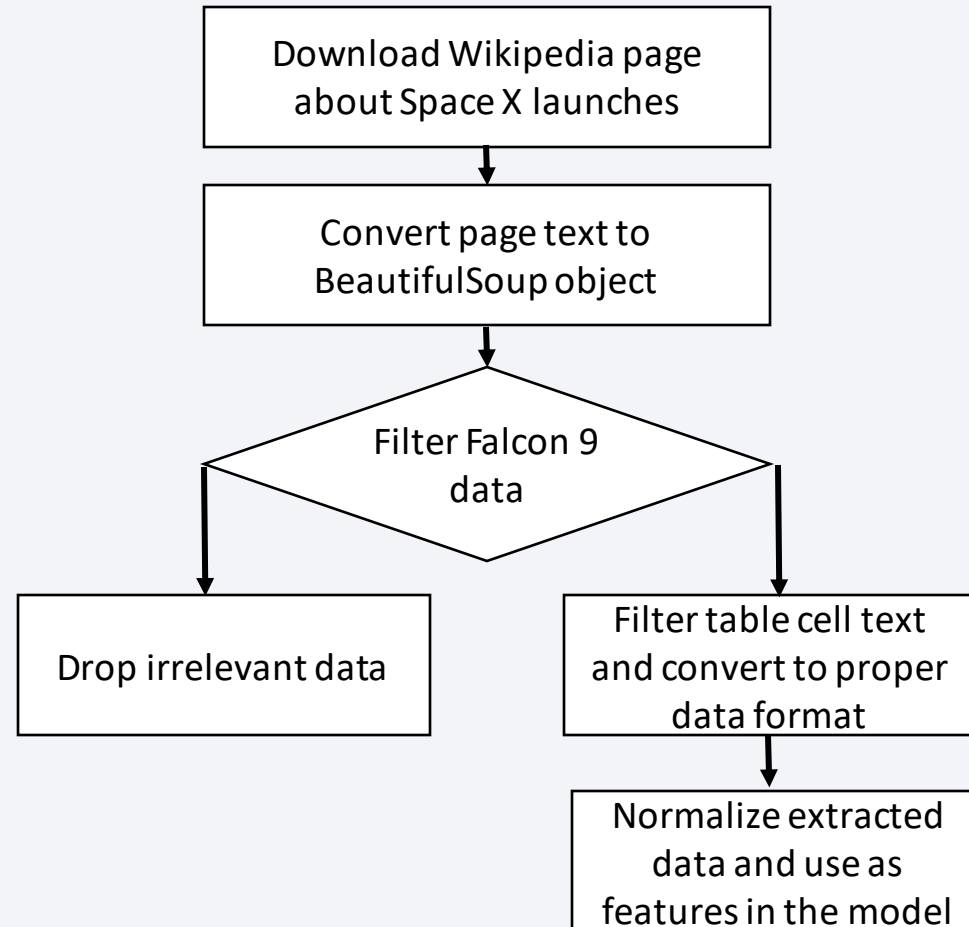 Download Wikipedia page
about Space X launches
Convert page text to
BeautifulSoup object
Filter Falcon 9
data
Drop irrelevant data
Filter table cell text
and convert to proper
data format
Normalize extracted
data and use as
features in the model